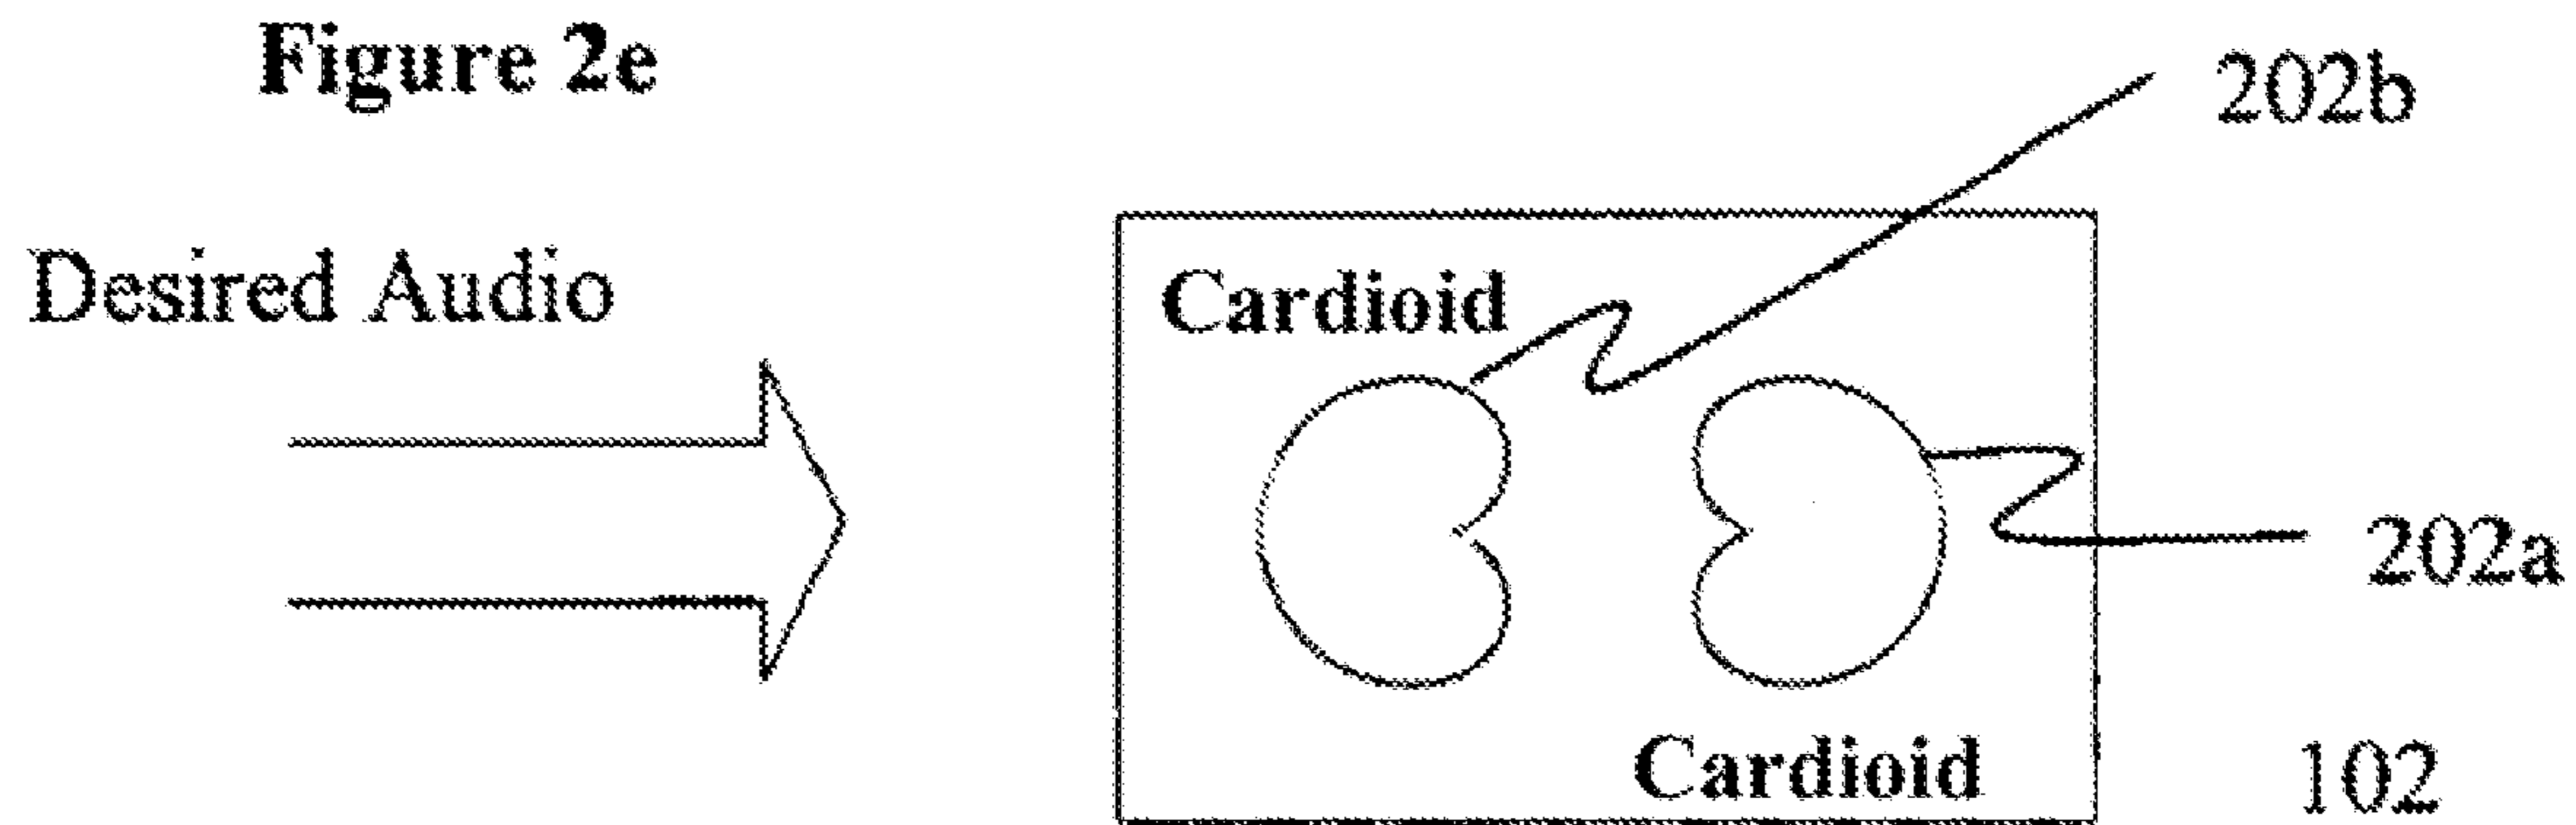 Figure 2e
202b
Desired Audio
Cardioid
202a
Cardioid
102